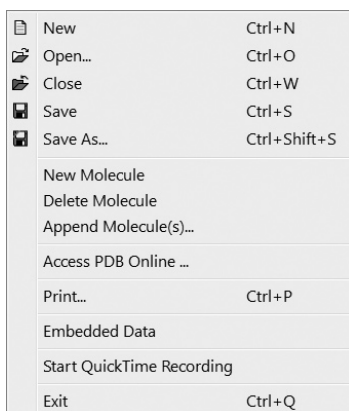 New Ctrl+N
Open... Ctrl+O
Close Ctrl+W
Save Ctrl+S
Save As... Ctrl+Shift+S
New Molecule
Delete Molecule
Append Molecule(s)...
Access PDB Online ...
Print... Ctrl+P
Embedded Data
Start QuickTime Recording
Exit Ctrl+Q